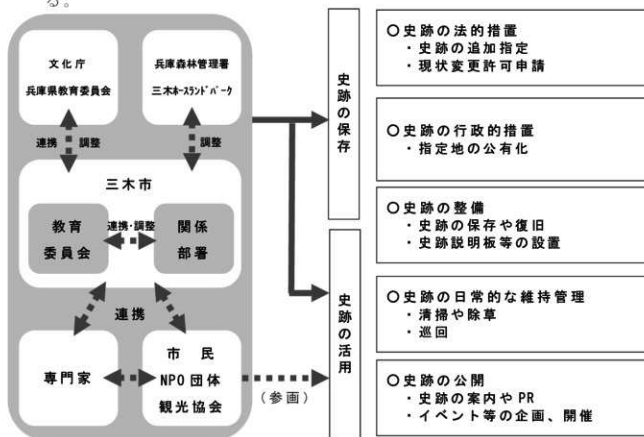 る。
文化庁
兵庫県教育委員会
兵庫森林管理署
三木ﾎｰｽﾗﾝﾄﾞﾊﾟｰｸ
連携 調整
調整
三木市
教育
委員会
連携・調整
関係
部署
連携
専門家
市民
NPO 団体
観光協会
(参画)
史跡の保存
史跡の活用
○史跡の法的措置
・史跡の追加指定
・現状変更許可申請
○史跡の行政的措置
・指定地の公有化
○史跡の整備
・史跡の保存や復旧
・史跡説明板等の設置
○史跡の日常的な維持管理
・清掃や除草
・巡回
○史跡の公開
・史跡の案内や PR
・イベント等の企画、開催